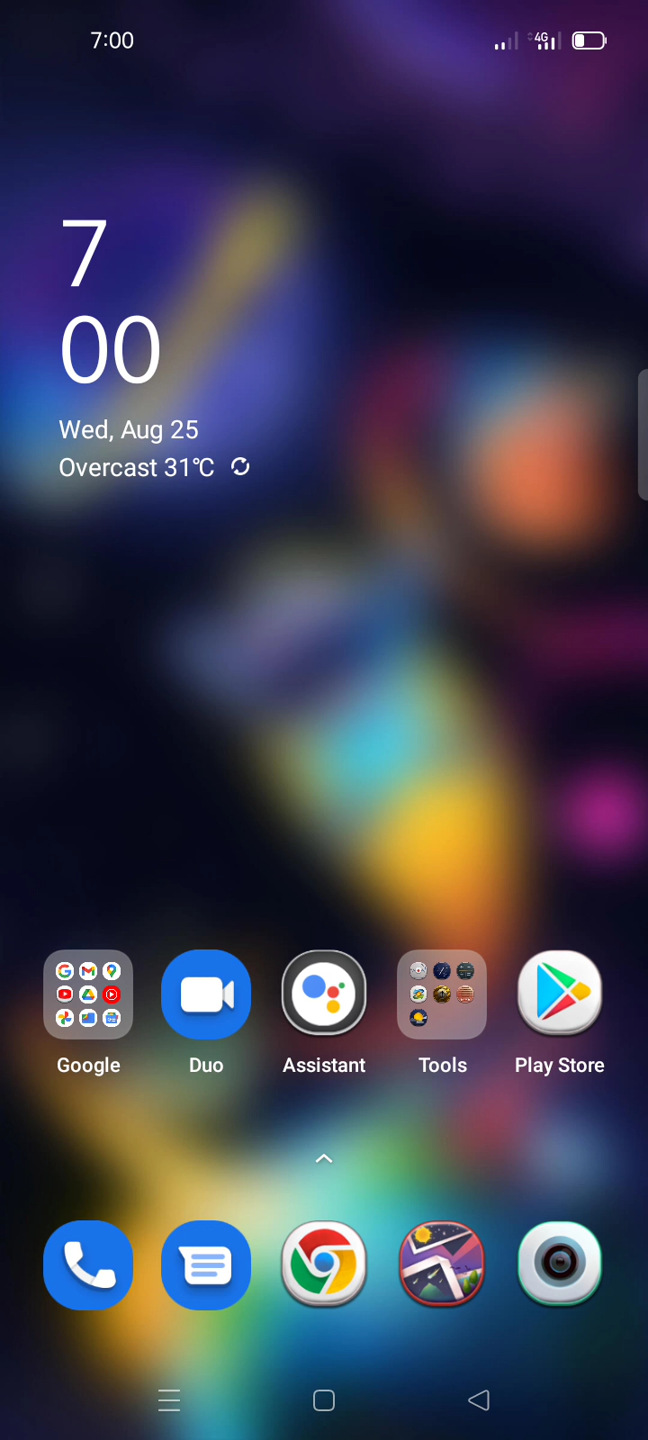 7:00
4G
7
00
Wed, Aug 25
Overcast 31℃
Google
Duo
Assistant
Tools
Play Store